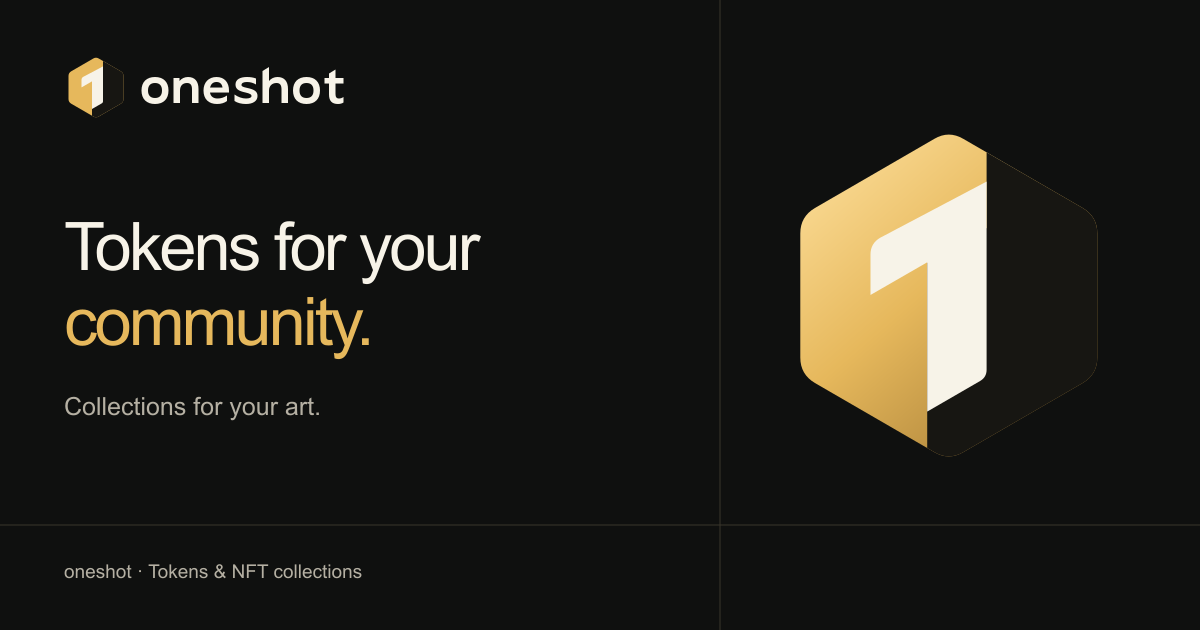 oneshot
Tokens for your
community.
Collections for your art.
oneshot · Tokens & NFT collections